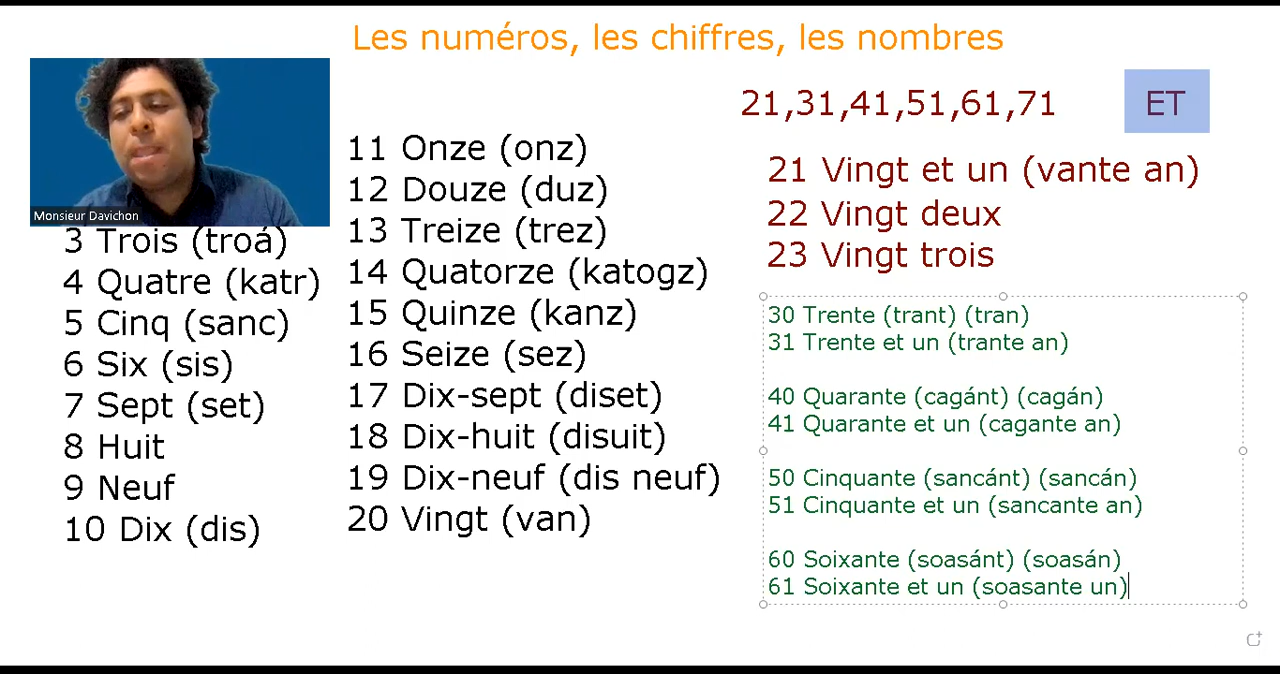 Les numéros, les chiffres, les nombres
Monsieur Davichon
3 Trois (troá)
4 Quatre (katr)
5 Cinq (sanc)
6 Six (sis)
7 Sept (set)
8 Huit
9 Neuf
10 Dix (dis)
11 Onze (onz)
12 Douze (duz)
13 Treize (trez)
14 Quatorze (katogz)
15 Quinze (kanz)
16 Seize (sez)
17 Dix-sept (diset)
18 Dix-huit (disuit)
19 Dix-neuf (dis neuf)
20 Vingt (van)
21,31,41,51,61,71
ET
21 Vingt et un (vante an)
22 Vingt deux
23 Vingt trois
30 Trente (trant) (tran)
31 Trente et un (trante an)
40 Quarante (cagánt) (cagán)
41 Quarante et un (cagante an)
50 Cinquante (sancánt) (sancán)
51 Cinquante et un (sancante an)
60 Soixante (soasánt) (soasán)
61 Soixante et un (soasante un)